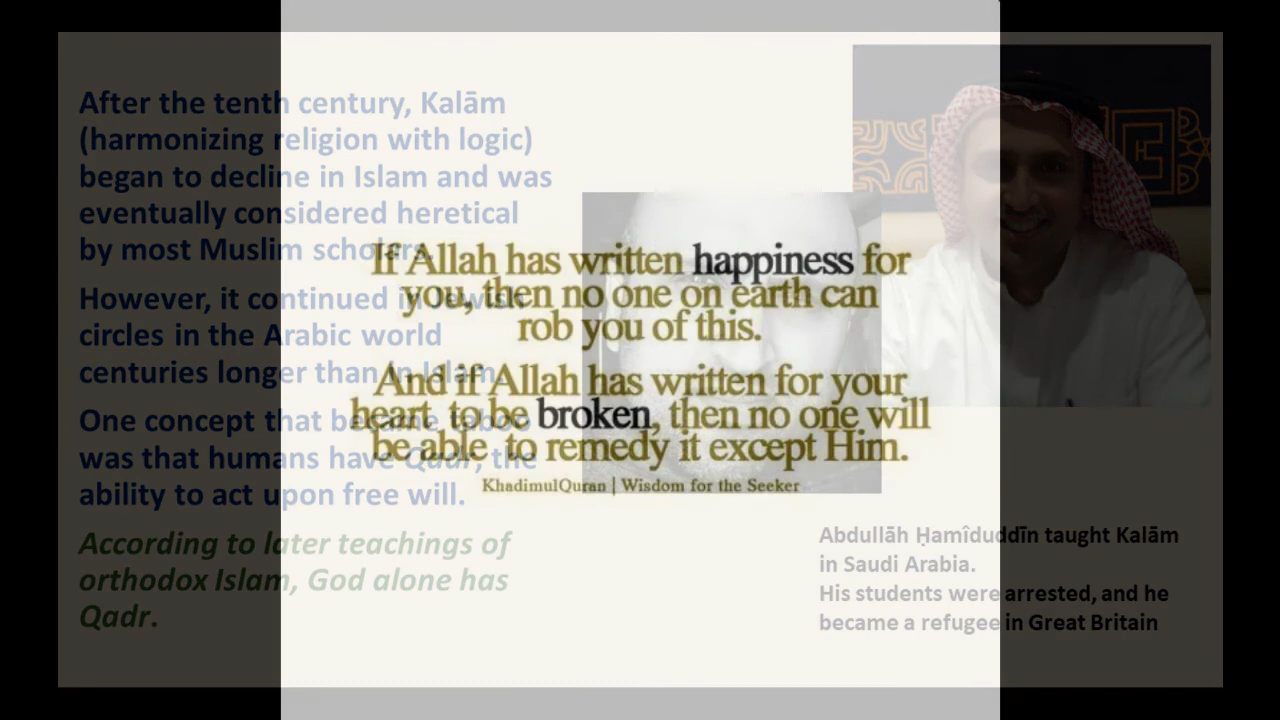 After the tenth century, Kalām
(harmonizing religion with logic)
began to decline in Islam and was
eventually considered heretical
by most Muslim scholars.
However, it continued in Jewish
circles in the Arabic world
centuries longer than in Islam.
One concept that became taboo
was that humans have Qadr, the
ability to act upon free will.
According to later teachings of
orthodox Islam, God alone has
Qadr.
If Allah has written happiness for
you, then no one on earth can
rob you of this.
And if Allah has written for your
heart to be broken, then no one will
be able to remedy it except Him.
KhadimulQuran | Wisdom for the Seeker
Abdullāh Ḥamîduddīn taught Kalām
in Saudi Arabia.
His students were arrested, and he
became a refugee in Great Britain